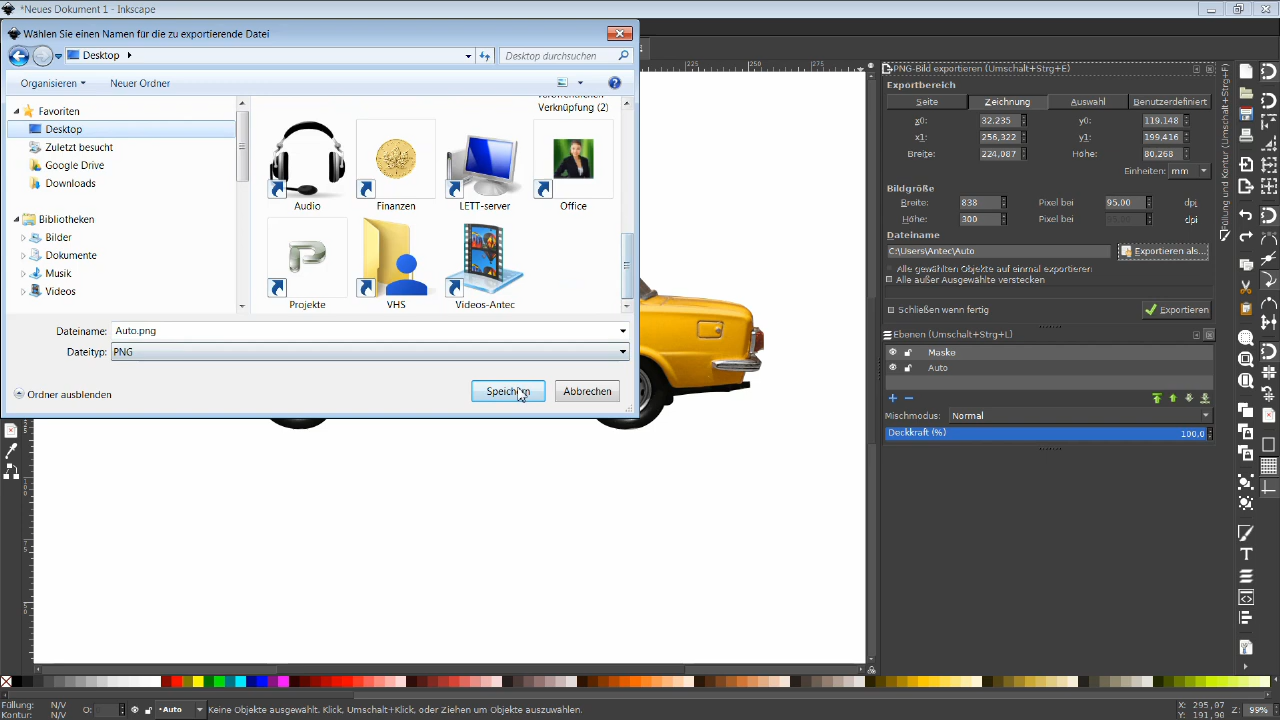 *Neues Dokument 1 - Inkscape
Wählen Sie einen Namen für die zu exportierende Datei
Desktop
Desktop durchsuchen
Organisieren
Neuer Ordner
Favoriten
Desktop
Zuletzt besucht
Google Drive
Downloads
Bibliotheken
Bilder
Dokumente
Musik
Videos
Verknüpfung (2)
Audio
Finanzen
LETT-server
Office
Projekte
VHS
Videos-Antec
Dateiname: Auto.png
Dateityp: PNG
Ordner ausblenden
Speichern
Abbrechen
225
250
275
PNG-Bild exportieren (Umschalt+Strg+E)
Exportbereich
Seite
Zeichnung
Auswahl
Benutzerdefiniert
x0: 32,235 y0: 119,148
x1: 256,322 y1: 199,416
Breite: 224,087 Höhe: 80,268
Einheiten: mm
Bildgröße
Breite: 838 Pixel bei 95,00 dpi
Höhe: 300 Pixel bei 95,00 dpi
Dateiname
C:\Users\Antec\Auto
Exportieren als...
Alle gewählten Objekte auf einmal exportieren
Alle außer Ausgewählte verstecken
Schließen wenn fertig
Exportieren
Ebenen (Umschalt+Strg+L)
Maske
Auto
Mischmodus: Normal
Deckkraft (%) 100,0
Füllung und Kontur (Umschalt+Strg+F)
Füllung: N/V
Kontur: N/V
O:
•Auto
Keine Objekte ausgewählt. Klick, Umschalt+Klick, oder Ziehen um Objekte auszuwählen.
X: 295,07
Y: 191,90
Z: 99%